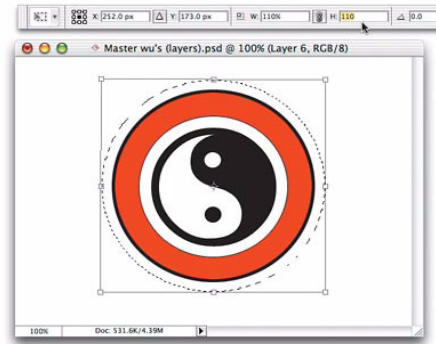 X: 252.0 px Y: 173.0 px W: 110% H: 110 0.0
Master wu's (layers).psd @ 100% (Layer 6, RGB/8)
100% Doc: 531.6K/4.39M